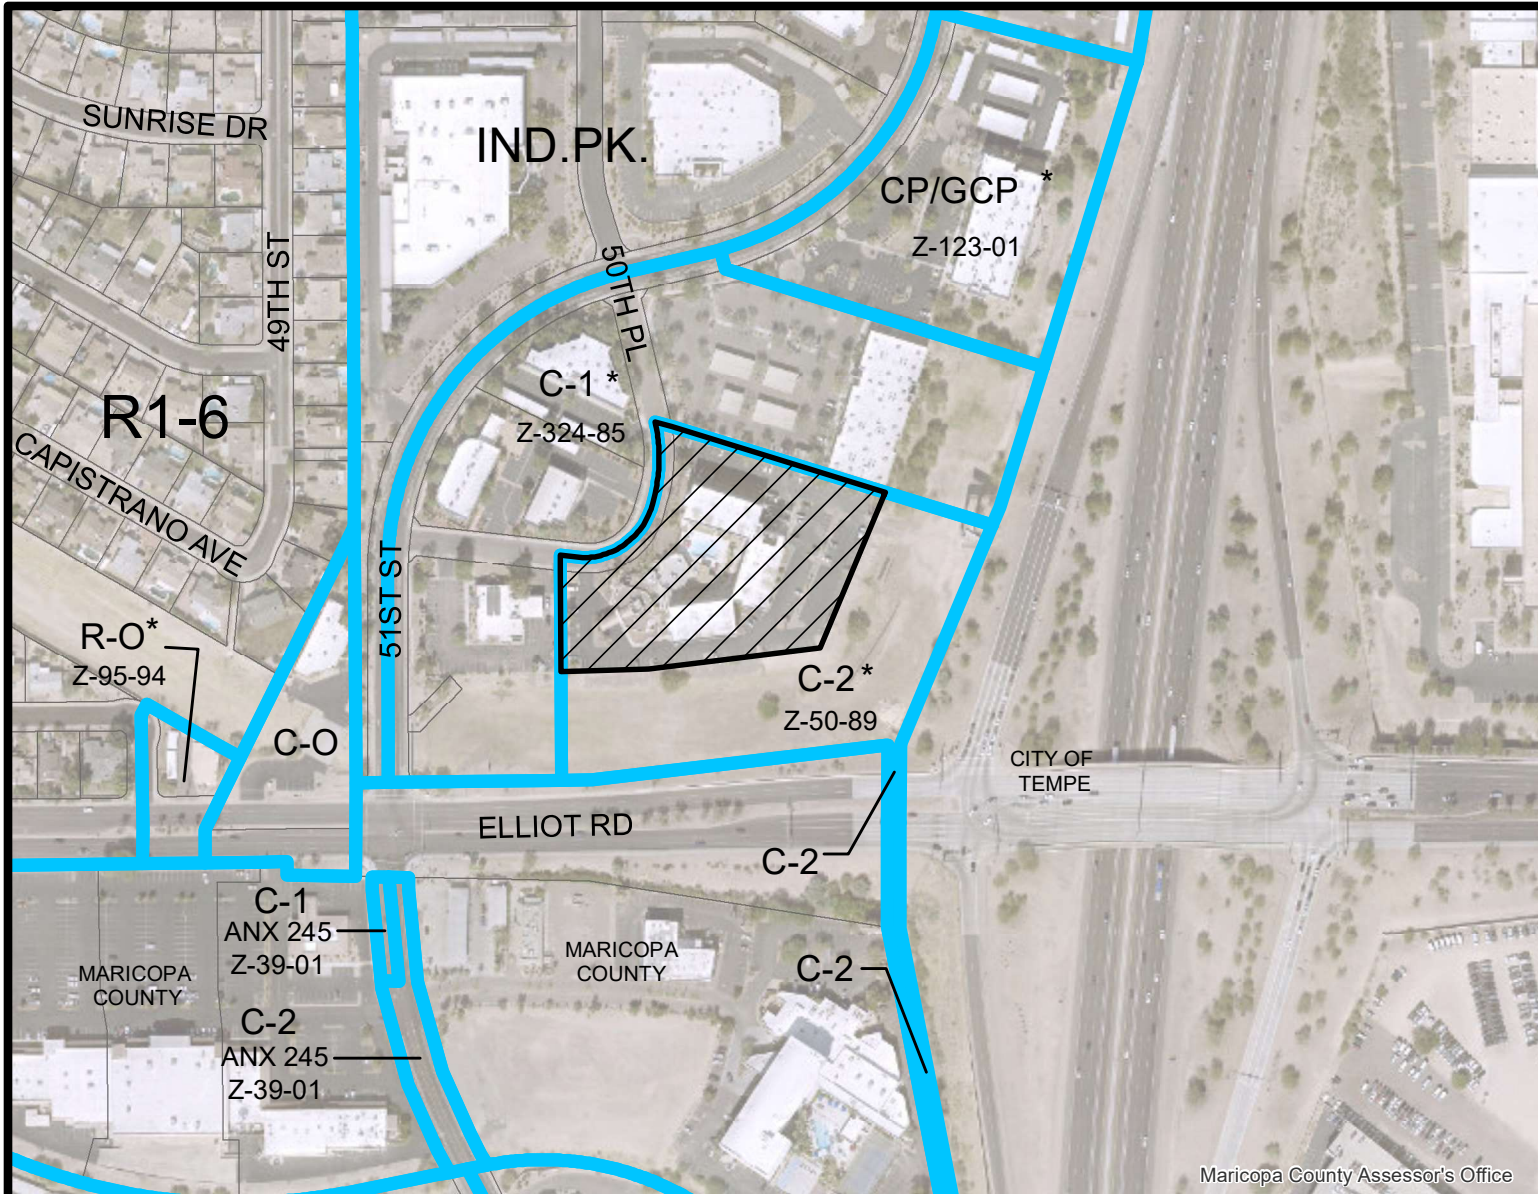 SUNRISE DR
IND.PK.
CP/GCP *
Z-123-01
49TH ST
50TH PL
C-1 *
Z-324-85
R1-6
CAPISTRANO AVE
51ST ST
R-O*
Z-95-94
C-2 *
Z-50-89
C-O
CITY OF
TEMPE
ELLIOT RD
C-2
C-1
ANX 245
Z-39-01
MARICOPA
COUNTY
MARICOPA
COUNTY
C-2
C-2
ANX 245
Z-39-01
Maricopa County Assessor's Office